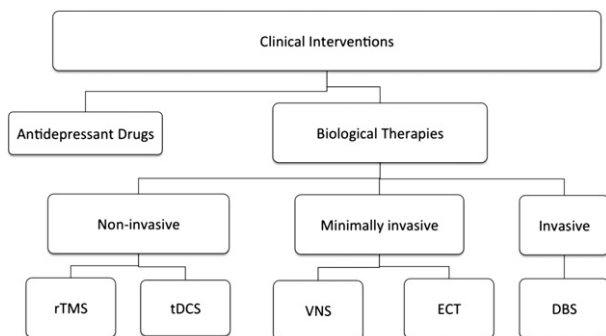 Clinical Interventions
Antidepressant Drugs
Biological Therapies
Non-invasive
Minimally invasive
Invasive
rTMS
tDCS
VNS
ECT
DBS